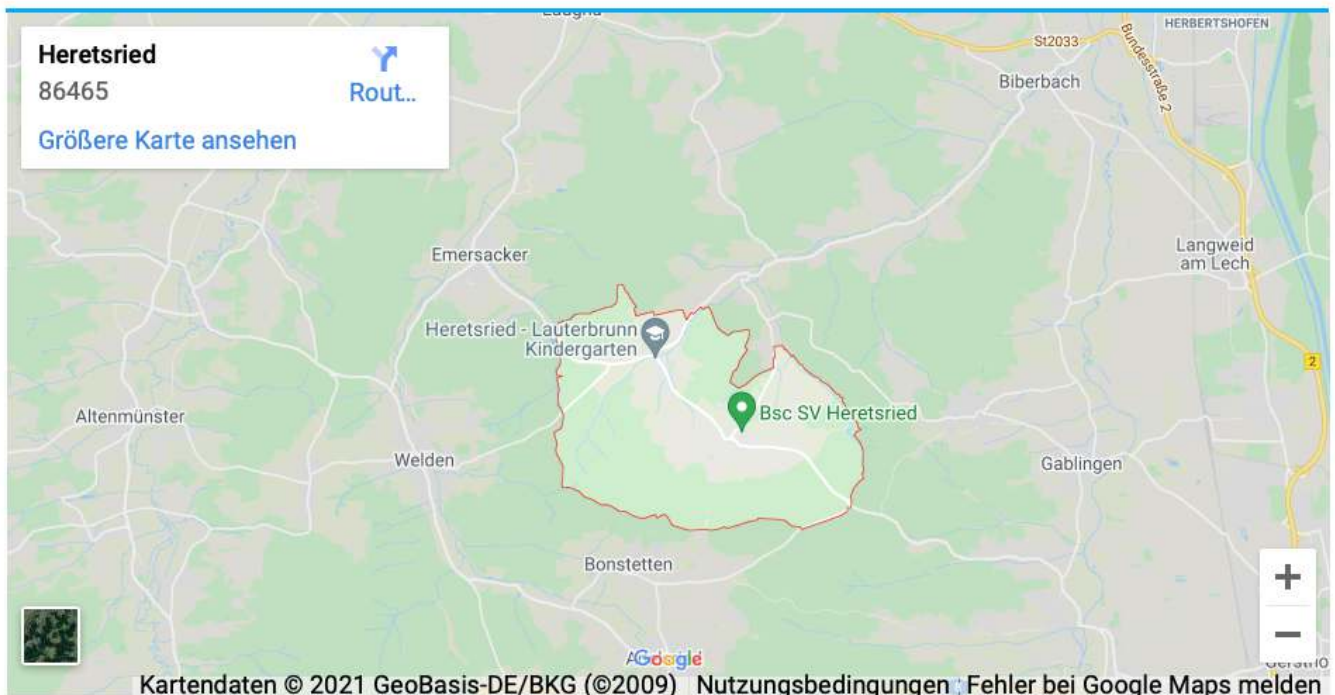 Heretsried
86465
Rout...
Größere Karte ansehen
HERBERTSHOFEN
St2033
Bundesstraße 2
Biberbach
Emersacker
Langweid
am Lech
Heretsried - Lauterbrunn
Kindergarten
2
Altenmünster
Bsc SV Heretsried
Welden
Gablingen
Bonstetten
+
−
Google
Kartendaten © 2021 GeoBasis-DE/BKG (©2009) Nutzungsbedingungen Fehler bei Google Maps melden